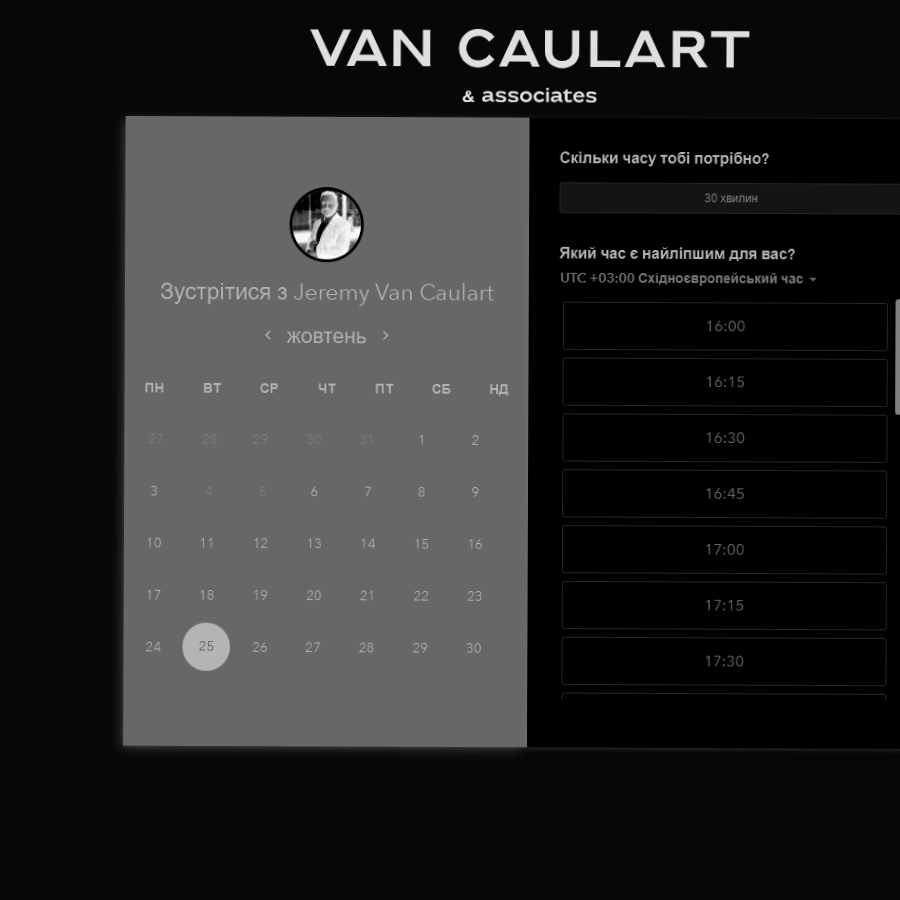 VAN CAULART
& associates
Зустрітися з Jeremy Van Caulart
жовтень
ПН ВТ СР ЧТ ПТ СБ НД
27 28 29 30 31 1 2
3 4 5 6 7 8 9
10 11 12 13 14 15 16
17 18 19 20 21 22 23
24 25 26 27 28 29 30
Скільки часу тобі потрібно?
30 хвилин
Який час є найліпшим для вас?
UTC +03:00 Східноєвропейський час
16:00
16:15
16:30
16:45
17:00
17:15
17:30